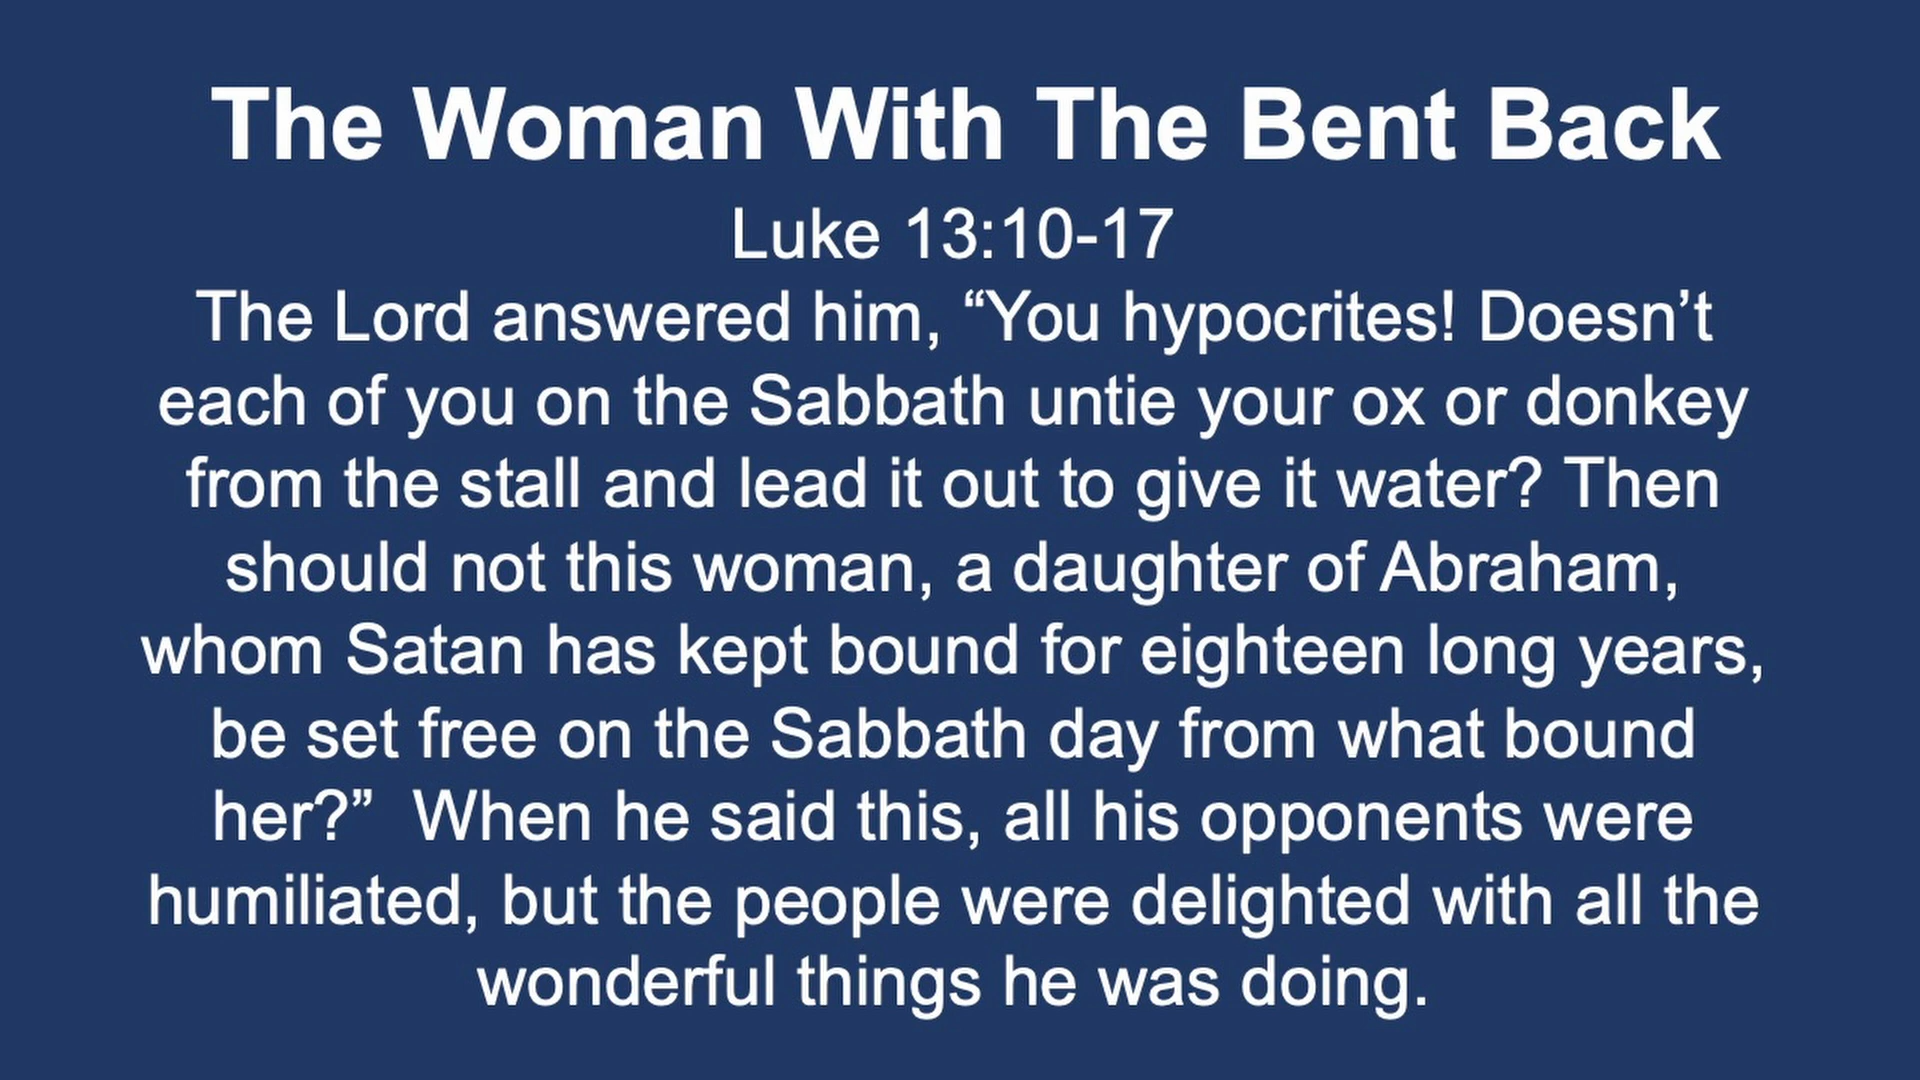 The Woman With The Bent Back
Luke 13:10-17
The Lord answered him, “You hypocrites! Doesn’t
each of you on the Sabbath untie your ox or donkey
from the stall and lead it out to give it water? Then
should not this woman, a daughter of Abraham,
whom Satan has kept bound for eighteen long years,
be set free on the Sabbath day from what bound
her?”  When he said this, all his opponents were
humiliated, but the people were delighted with all the
wonderful things he was doing.